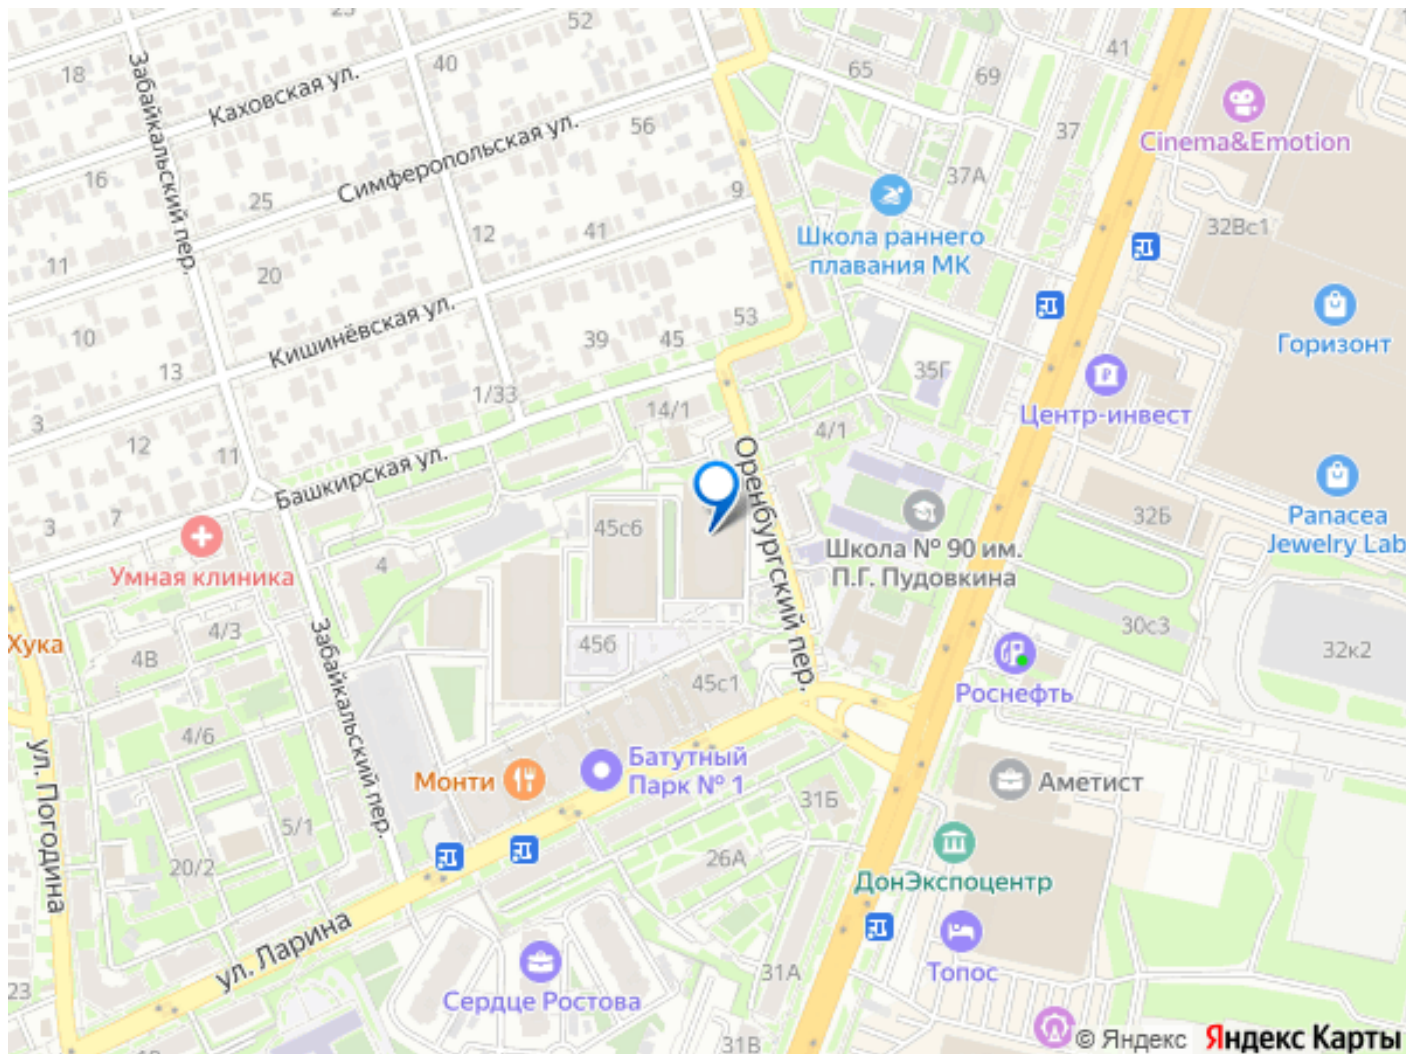 23
52
Забайкальский пер.
18
Каховская ул.
40
65
69
41
37
Cinema&Emotion
56
16
25
Симферопольская ул.
9
37А
12
41
Школа раннего
плавания МК
32Вс1
11
20
10
Кишинёвская ул.
39
45
53
35Г
Горизонт
13
1/33
14/1
Центр-инвест
3
12
11
4/1
Башкирская ул.
Оренбургский пер.
3
7
45с6
32Б
Panacea
Jewelry Lab
Умная клиника
4
Школа № 90 им.
П.Г. Пудовкина
Хука
4/3
4В
Забайкальский пер.
45б
30с3
32к2
45с1
Роснефть
ул. Погодина
4/6
Монти
Батутный
Парк № 1
31Б
Аметист
5/1
20/2
26А
ДонЭкспоцентр
ул. Ларина
23
Сердце Ростова
31А
Топос
31В
© Яндекс Яндекс Карты